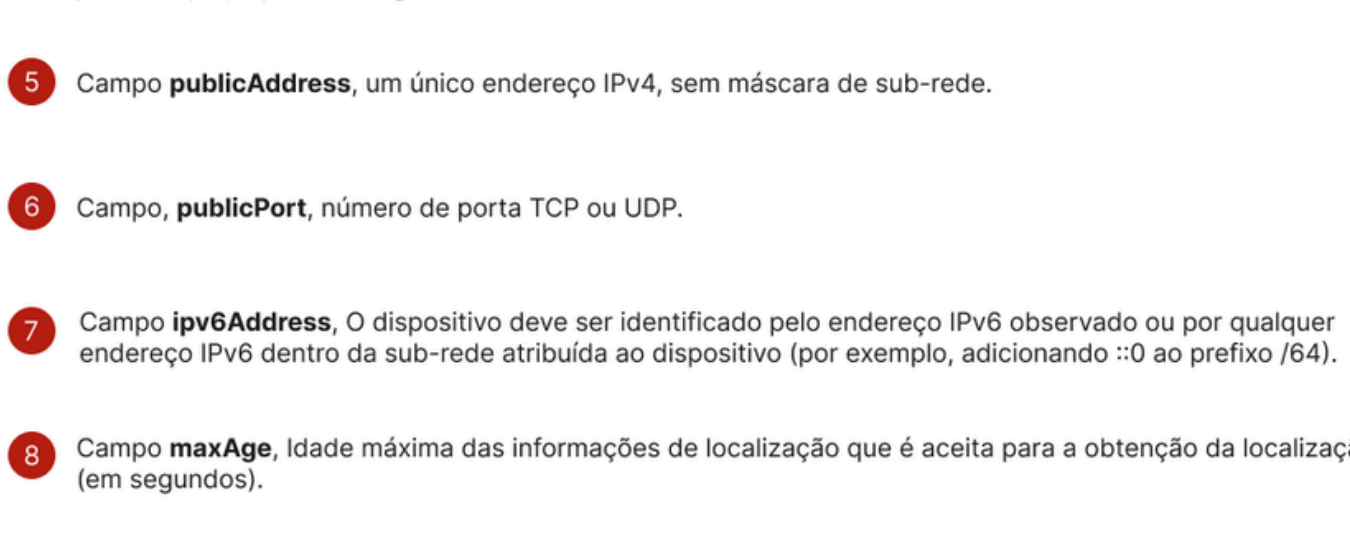 5 Campo publicAddress, um único endereço IPv4, sem máscara de sub-rede.
6 Campo, publicPort, número de porta TCP ou UDP.
7 Campo ipv6Address, O dispositivo deve ser identificado pelo endereço IPv6 observado ou por qualquer
endereço IPv6 dentro da sub-rede atribuída ao dispositivo (por exemplo, adicionando ::0 ao prefixo /64).
8 Campo maxAge, Idade máxima das informações de localização que é aceita para a obtenção da
(em segundos).